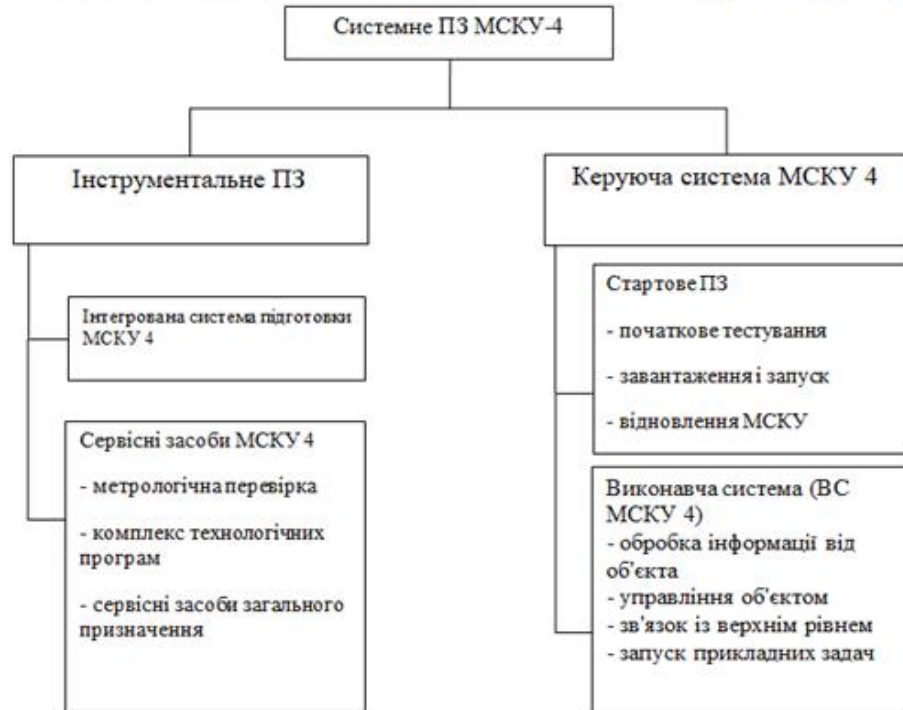 Системне ПЗ МСКУ-4
Інструментальне ПЗ
Керуюча система МСКУ 4
Інтегрована система підготовки
МСКУ 4
Сервісні засоби МСКУ 4
- метрологічна перевірка
- комплекс технологічних
програм
- сервісні засоби загального
призначення
Стартове ПЗ
- початкове тестування
- завантаження і запуск
- відновлення МСКУ
Виконавча система (ВС
МСКУ 4)
- обробка інформації від
об'єкта
- управління об'єктом
- зв'язок із верхнім рівнем
- запуск прикладних задач